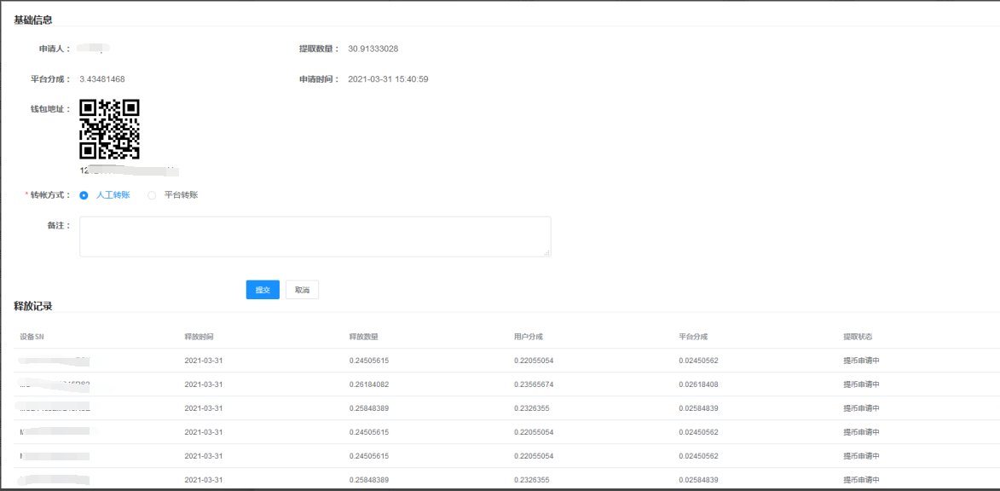 基础信息
申请人： 提取数量： 30.91333028
平台分成： 3.43481468 申请时间： 2021-03-31 15:40:59
钱包地址：
12
* 转帐方式： 人工转账 平台转账
备注：
提交 取消
释放记录
设备SN 释放时间 释放数量 用户分成 平台分成 提取状态
2021-03-31 0.24505615 0.22055054 0.02450562 提币申请中
2021-03-31 0.26184082 0.23565674 0.02618408 提币申请中
2021-03-31 0.25848389 0.2326355 0.02584839 提币申请中
2021-03-31 0.24505615 0.22055054 0.02450562 提币申请中
2021-03-31 0.24505615 0.22055054 0.02450562 提币申请中
2021-03-31 0.25848389 0.2326355 0.02584839 提币申请中